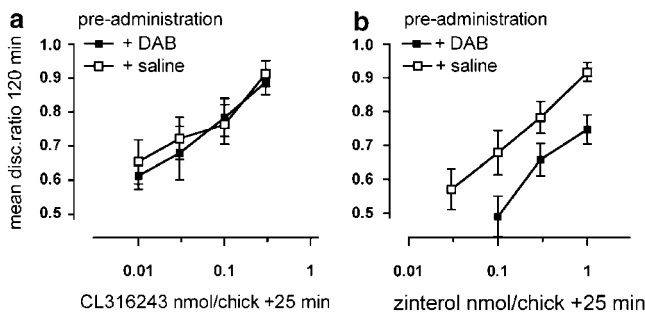 a
pre-administration
+ DAB
+ saline
mean disc.ratio 120 min
1.0
0.9
0.8
0.7
0.6
0.5
0.01
0.1
1
CL316243 nmol/chick +25 min
b
pre-administration
+ DAB
+ saline
1.0
0.9
0.8
0.7
0.6
0.5
0.01
0.1
1
zinterol nmol/chick +25 min